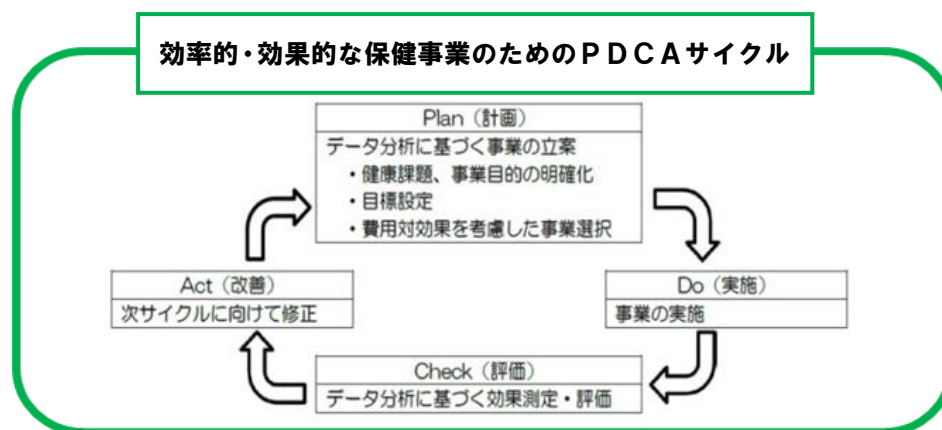 効率的・効果的な保健事業のためのPDCAサイクル
Plan（計画）
データ分析に基づく事業の立案
・健康課題、事業目的の明確化
・目標設定
・費用対効果を考慮した事業選択
Do（実施）
事業の実施
Check（評価）
データ分析に基づく効果測定・評価
Act（改善）
次サイクルに向けて修正